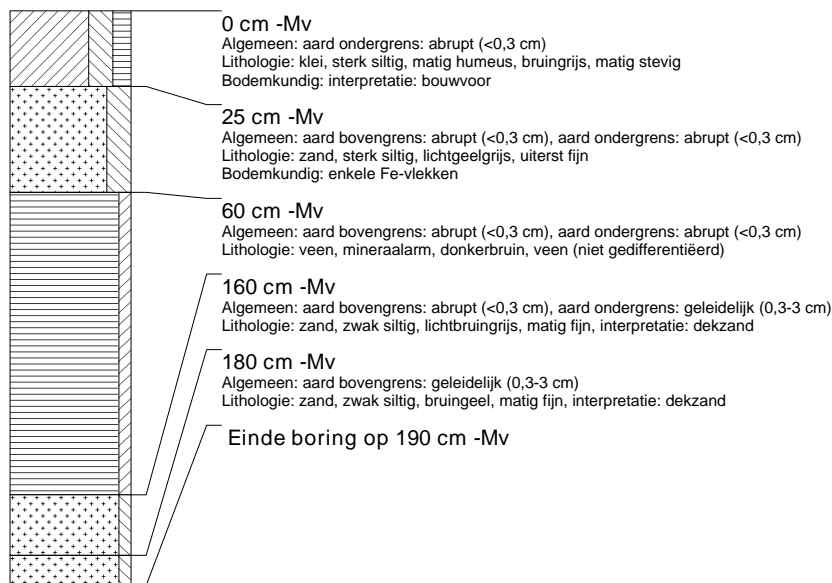 0 cm -Mv
Algemeen: aard ondergrens: abrupt (<0,3 cm)
Lithologie: klei, sterk siltig, matig humeus, bruingrijs, matig stevig
Bodemkundig: interpretatie: bouwvoor
25 cm -Mv
Algemeen: aard bovengrens: abrupt (<0,3 cm), aard ondergrens: abrupt (<0,3 cm)
Lithologie: zand, sterk siltig, lichtgeelgrijs, uiterst fijn
Bodemkundig: enkele Fe-vlekken
60 cm -Mv
Algemeen: aard bovengrens: abrupt (<0,3 cm), aard ondergrens: abrupt (<0,3 cm)
Lithologie: veen, mineraalarm, donkerbruin, veen (niet gedifferentiëerd)
160 cm -Mv
Algemeen: aard bovengrens: abrupt (<0,3 cm), aard ondergrens: geleidelijk (0,3-3 cm)
Lithologie: zand, zwak siltig, lichtbruingrijs, matig fijn, interpretatie: dekzand
180 cm -Mv
Algemeen: aard bovengrens: geleidelijk (0,3-3 cm)
Lithologie: zand, zwak siltig, bruingeel, matig fijn, interpretatie: dekzand
Einde boring op 190 cm -Mv